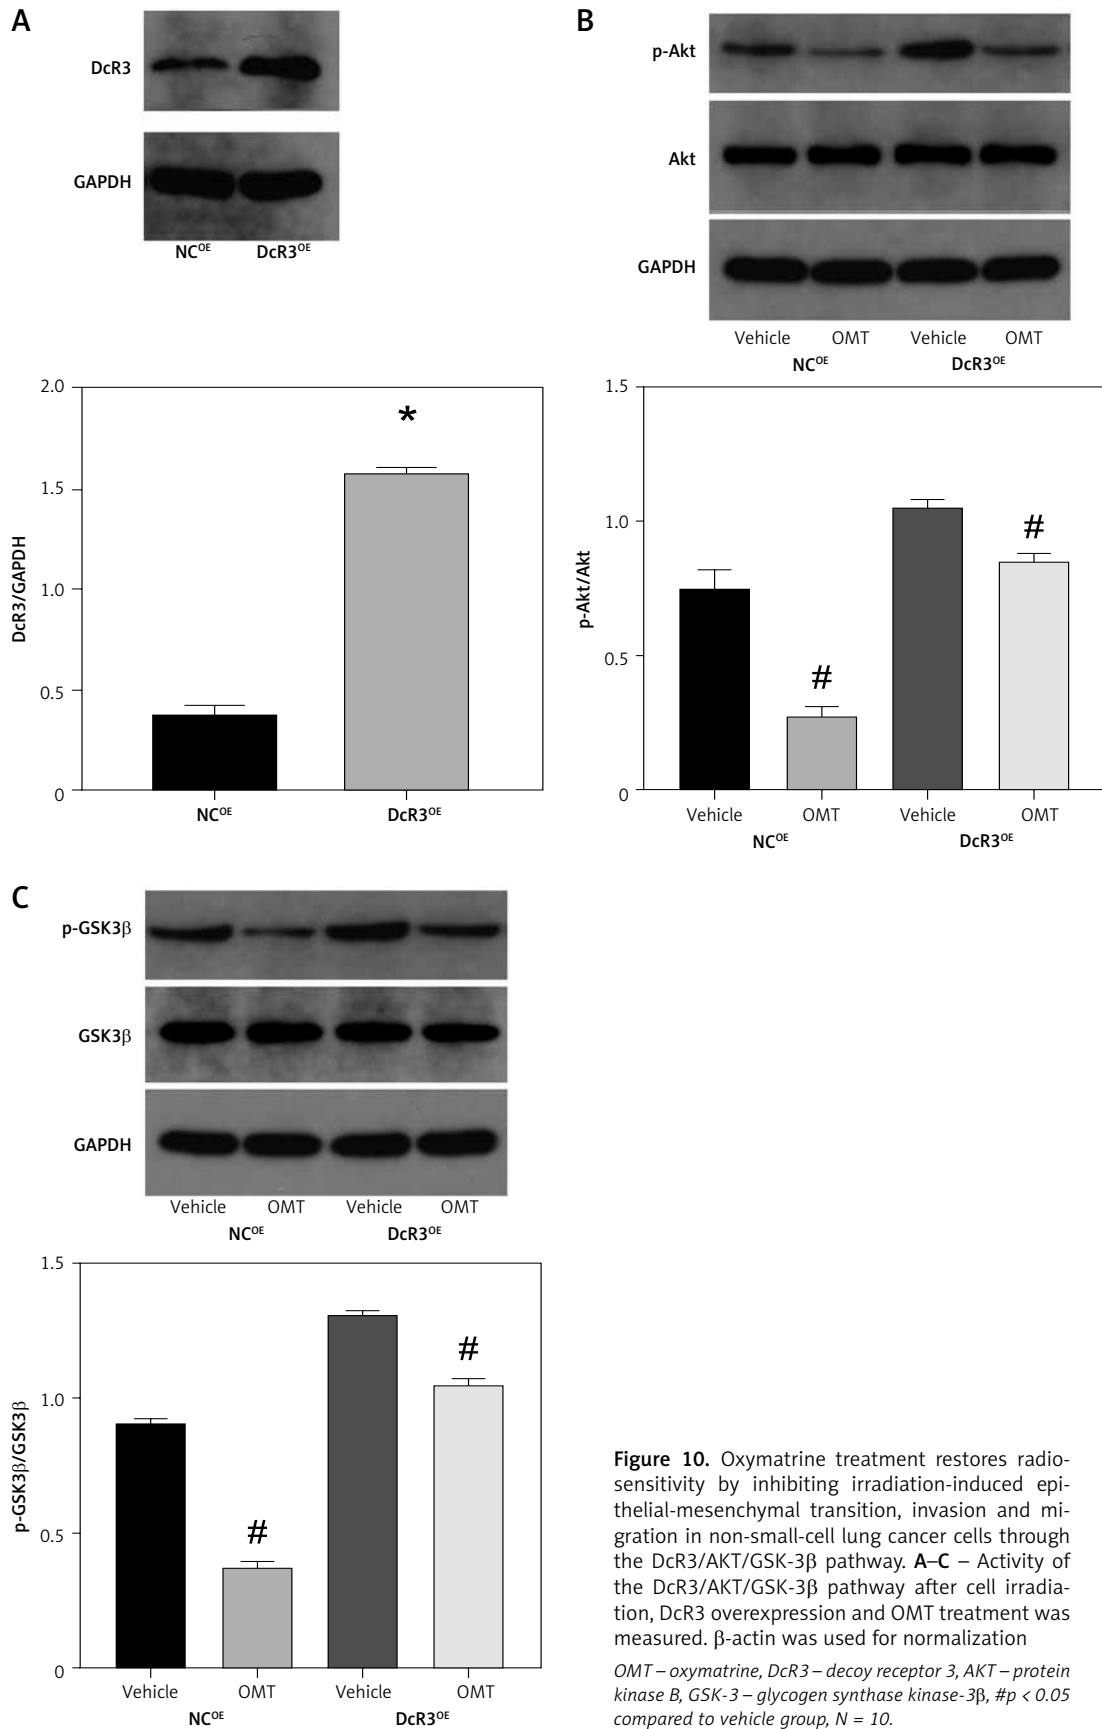 A
DcR3
GAPDH
NC^OE DcR3^OE
2.0
1.5
1.0
0.5
0
DcR3/GAPDH
*
NC^OE DcR3^OE
B
p-Akt
Akt
GAPDH
Vehicle OMT Vehicle OMT
NC^OE DcR3^OE
1.5
1.0
0.5
0
p-Akt/Akt
# #
Vehicle OMT Vehicle OMT
NC^OE DcR3^OE
C
p-GSK3β
GSK3β
GAPDH
Vehicle OMT Vehicle OMT
NC^OE DcR3^OE
1.5
1.0
0.5
0
p-GSK3β/GSK3β
# #
Vehicle OMT Vehicle OMT
NC^OE DcR3^OE
Figure 10. Oxymatrine treatment restores radio-
sensitivity by inhibiting irradiation-induced epi-
thelial-mesenchymal transition, invasion and mi-
gration in non-small-cell lung cancer cells through
the DcR3/AKT/GSK-3β pathway. A–C – Activity of
the DcR3/AKT/GSK-3β pathway after cell irradia-
tion, DcR3 overexpression and OMT treatment was
measured. β-actin was used for normalization
OMT – oxymatrine, DcR3 – decoy receptor 3, AKT – protein
kinase B, GSK-3 – glycogen synthase kinase-3β, #p < 0.05
compared to vehicle group, N = 10.